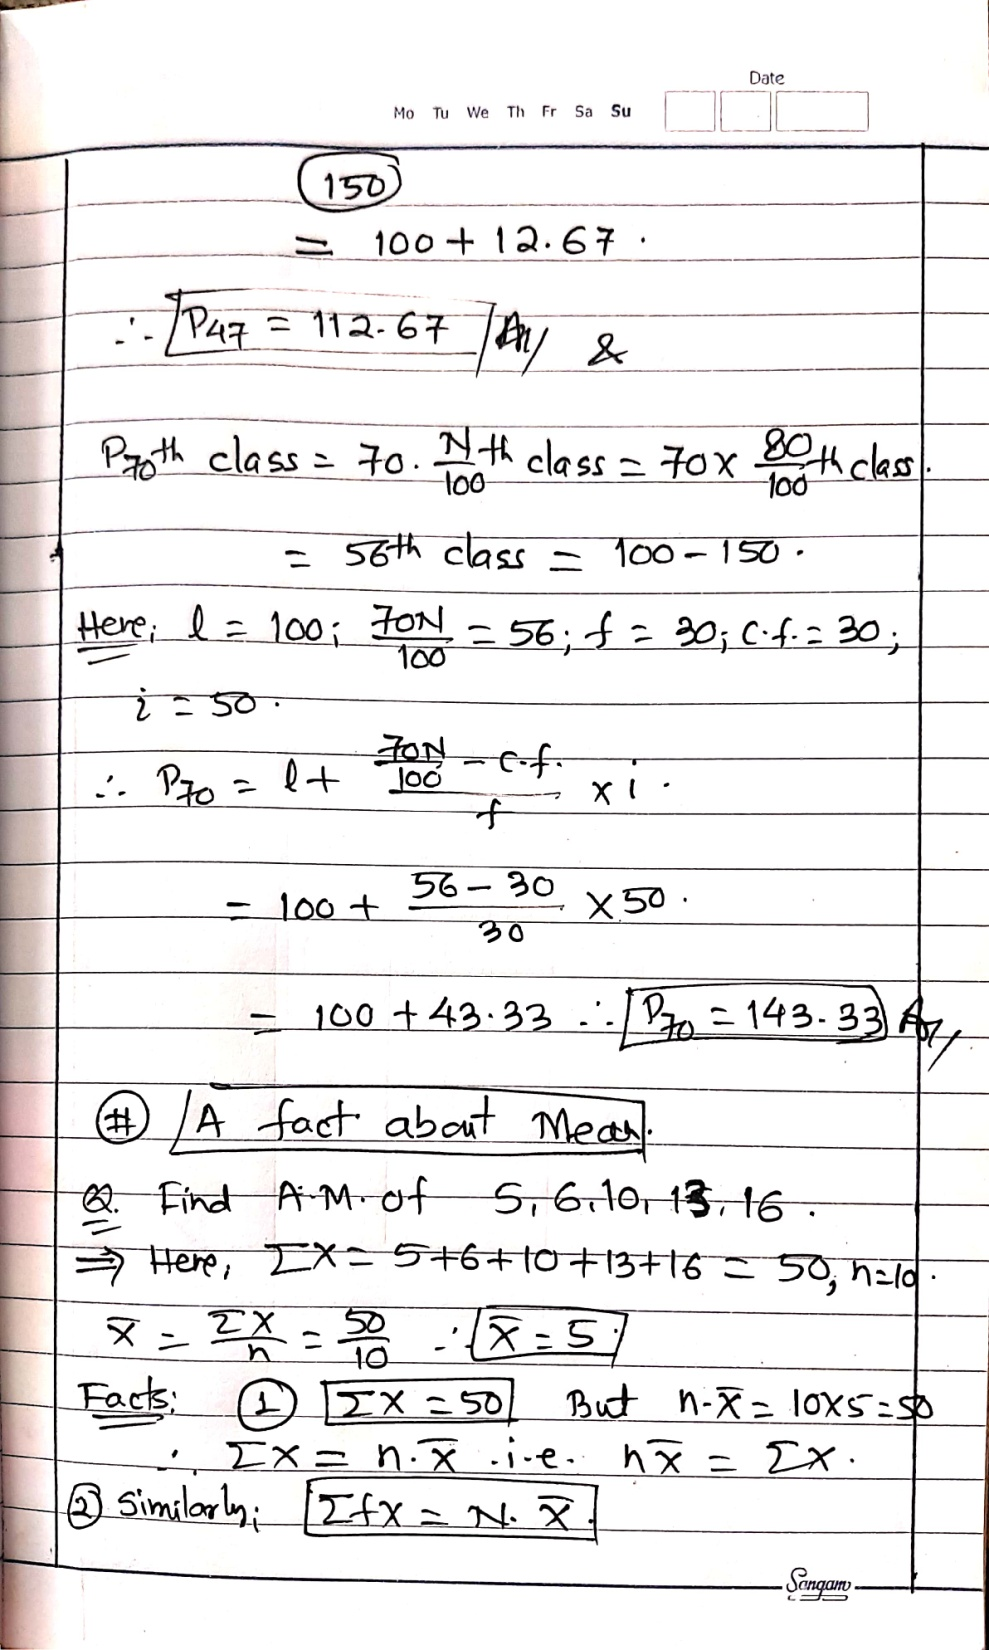 Date
Mo Tu We Th Fr Sa Su
150
= 100 + 12.67.
∴ P47 = 112.67 &
P70th class = 70. N/100 th class = 70 x 80/100 th class.
= 56th class = 100 - 150.
Here; l = 100; 70N/100 = 56; f = 30; c.f. = 30;
i = 50.
∴ P70 = l + (70N/100 - c.f.)/f x i.
= 100 + (56 - 30)/30 x 50.
= 100 + 43.33 ∴ P70 = 143.33
# A fact about Mean.
Q. Find A.M. of 5, 6, 10, 13, 16.
⇒ Here, ΣX = 5+6+10+13+16 = 50, n=10.
x̄ = ΣX/n = 50/10 ∴ x̄ = 5.
Facts: ① ΣX = 50 But n.x̄ = 10x5 = 50
∴ ΣX = n.x̄ .i.e. nx̄ = ΣX.
② Similarly; Σfx = N. x̄.
Sangam